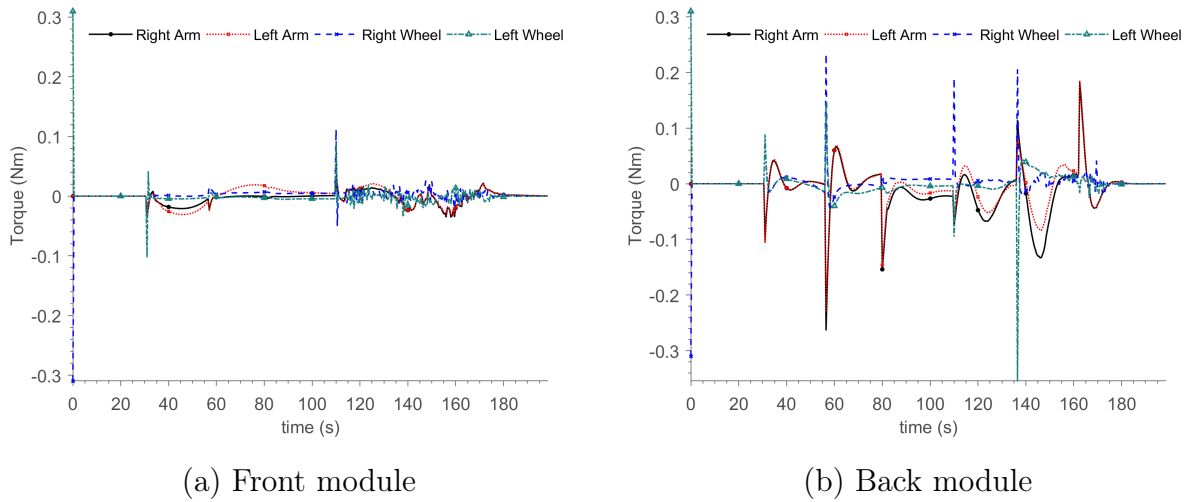 0.3
0.2
0.1
0
-0.1
-0.2
-0.3
Torque (Nm)
Right Arm Left Arm Right Wheel Left Wheel
0 20 40 60 80 100 120 140 160 180
time (s)
(a) Front module
0.3
0.2
0.1
0
-0.1
-0.2
-0.3
Torque (Nm)
Right Arm Left Arm Right Wheel Left Wheel
0 20 40 60 80 100 120 140 160 180
time (s)
(b) Back module